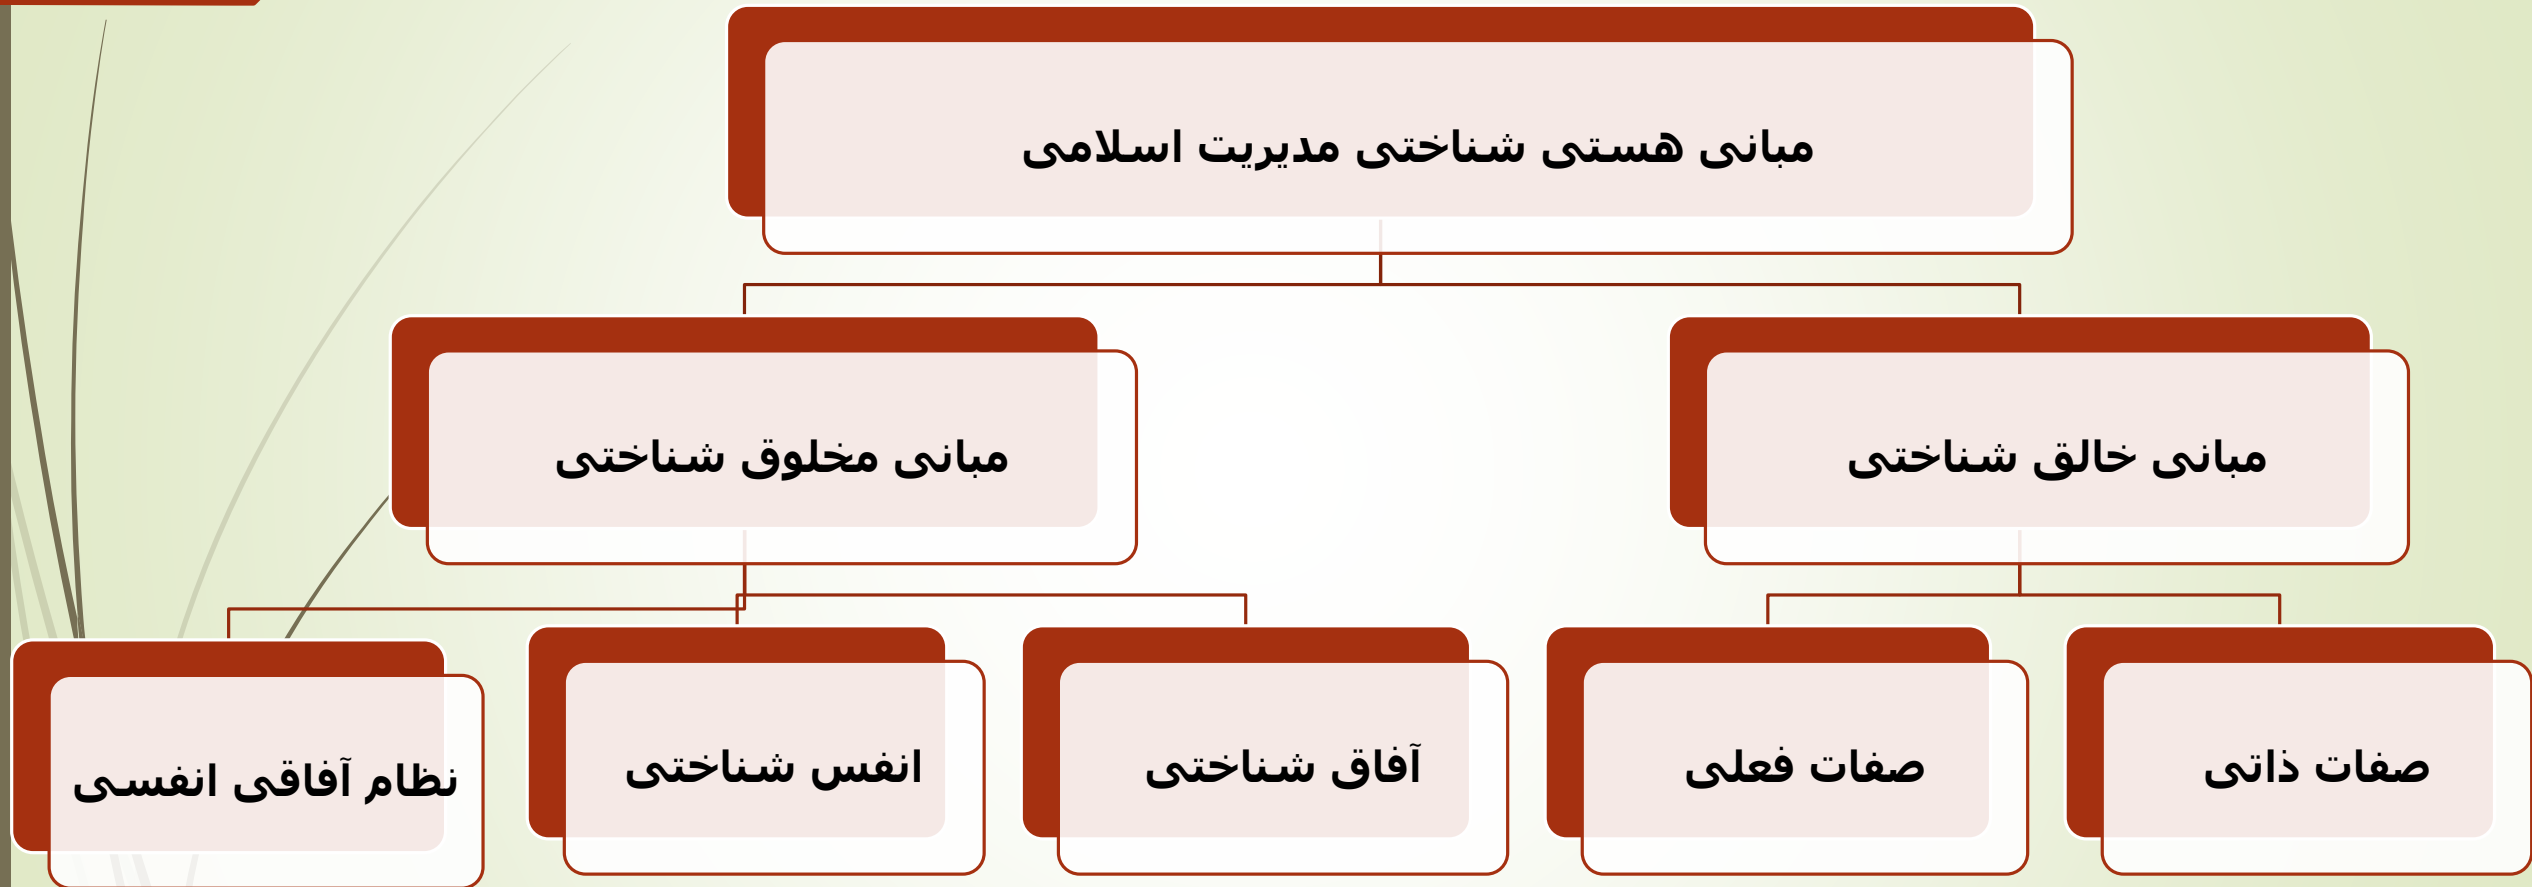 مبانی هستی شناختی مدیریت اسلامی
مبانی خالق شناختی
مبانی مخلوق شناختی
صفات ذاتی
صفات فعلی
آفاق شناختی
انفس شناختی
نظام آفاقی انفسی